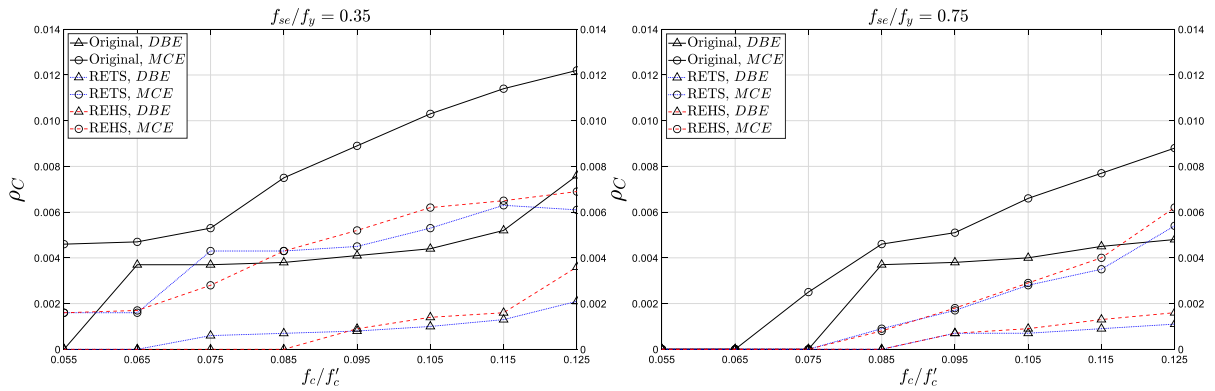 f_se/f_y = 0.35
0.014
0.012
0.010
0.008
0.006
0.004
0.002
0
Original, DBE
Original, MCE
RETS, DBE
RETS, MCE
REHS, DBE
REHS, MCE
0.014
0.012
0.010
0.008
0.006
0.004
0.002
0
ρ_C
0.055 0.065 0.075 0.085 0.095 0.105 0.115 0.125
f_c/f'_c
f_se/f_y = 0.75
0.014
0.012
0.010
0.008
0.006
0.004
0.002
0
Original, DBE
Original, MCE
RETS, DBE
RETS, MCE
REHS, DBE
REHS, MCE
0.014
0.012
0.010
0.008
0.006
0.004
0.002
0
ρ_C
0.055 0.065 0.075 0.085 0.095 0.105 0.115 0.125
f_c/f'_c